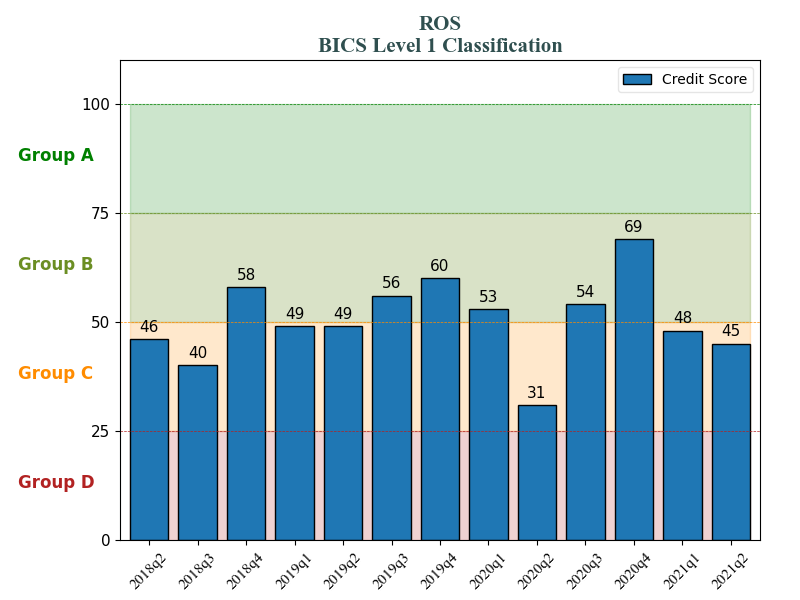 ROS
BICS Level 1 Classification
Credit Score
100
Group A
75
69
Group B
60
58
56
54
53
50
49
49
48
46
45
40
Group C
31
25
Group D
0
2018q2
2018q3
2018q4
2019q1
2019q2
2019q3
2019q4
2020q1
2020q2
2020q3
2020q4
2021q1
2021q2